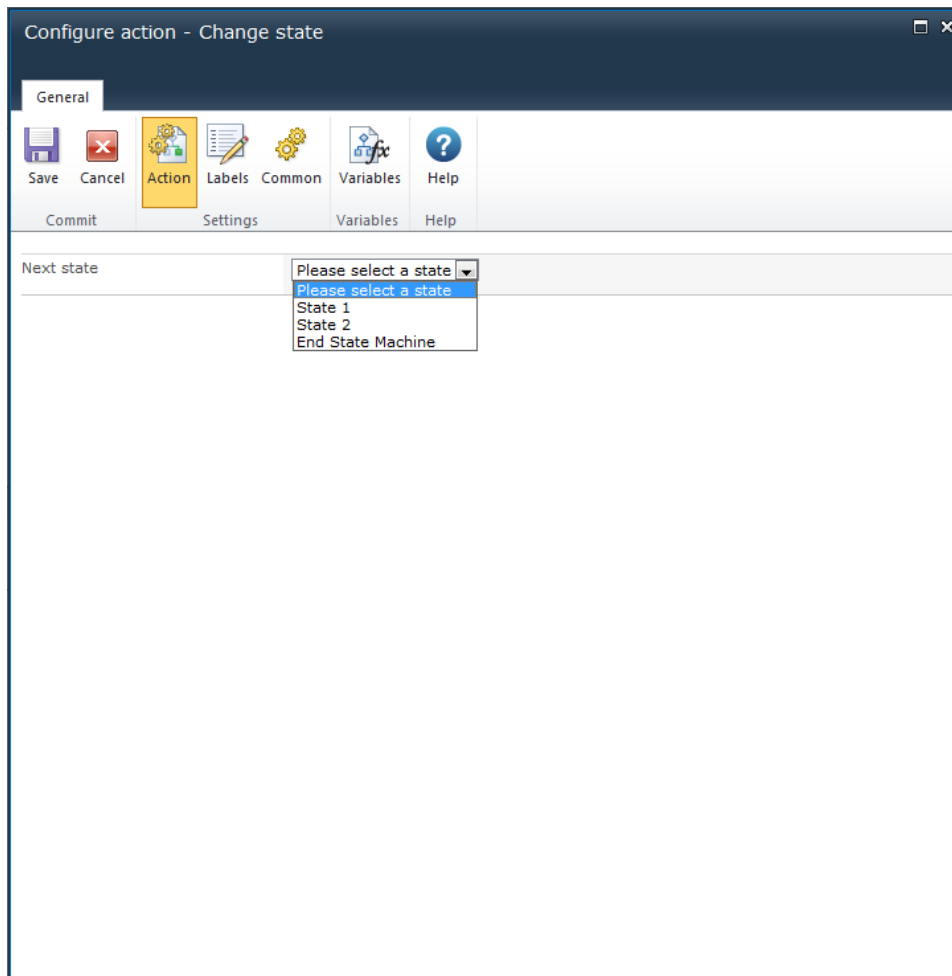 Configure action - Change state
General
Save Cancel Action Labels Common Variables Help
Commit Settings Variables Help
Next state Please select a state
Please select a state
State 1
State 2
End State Machine